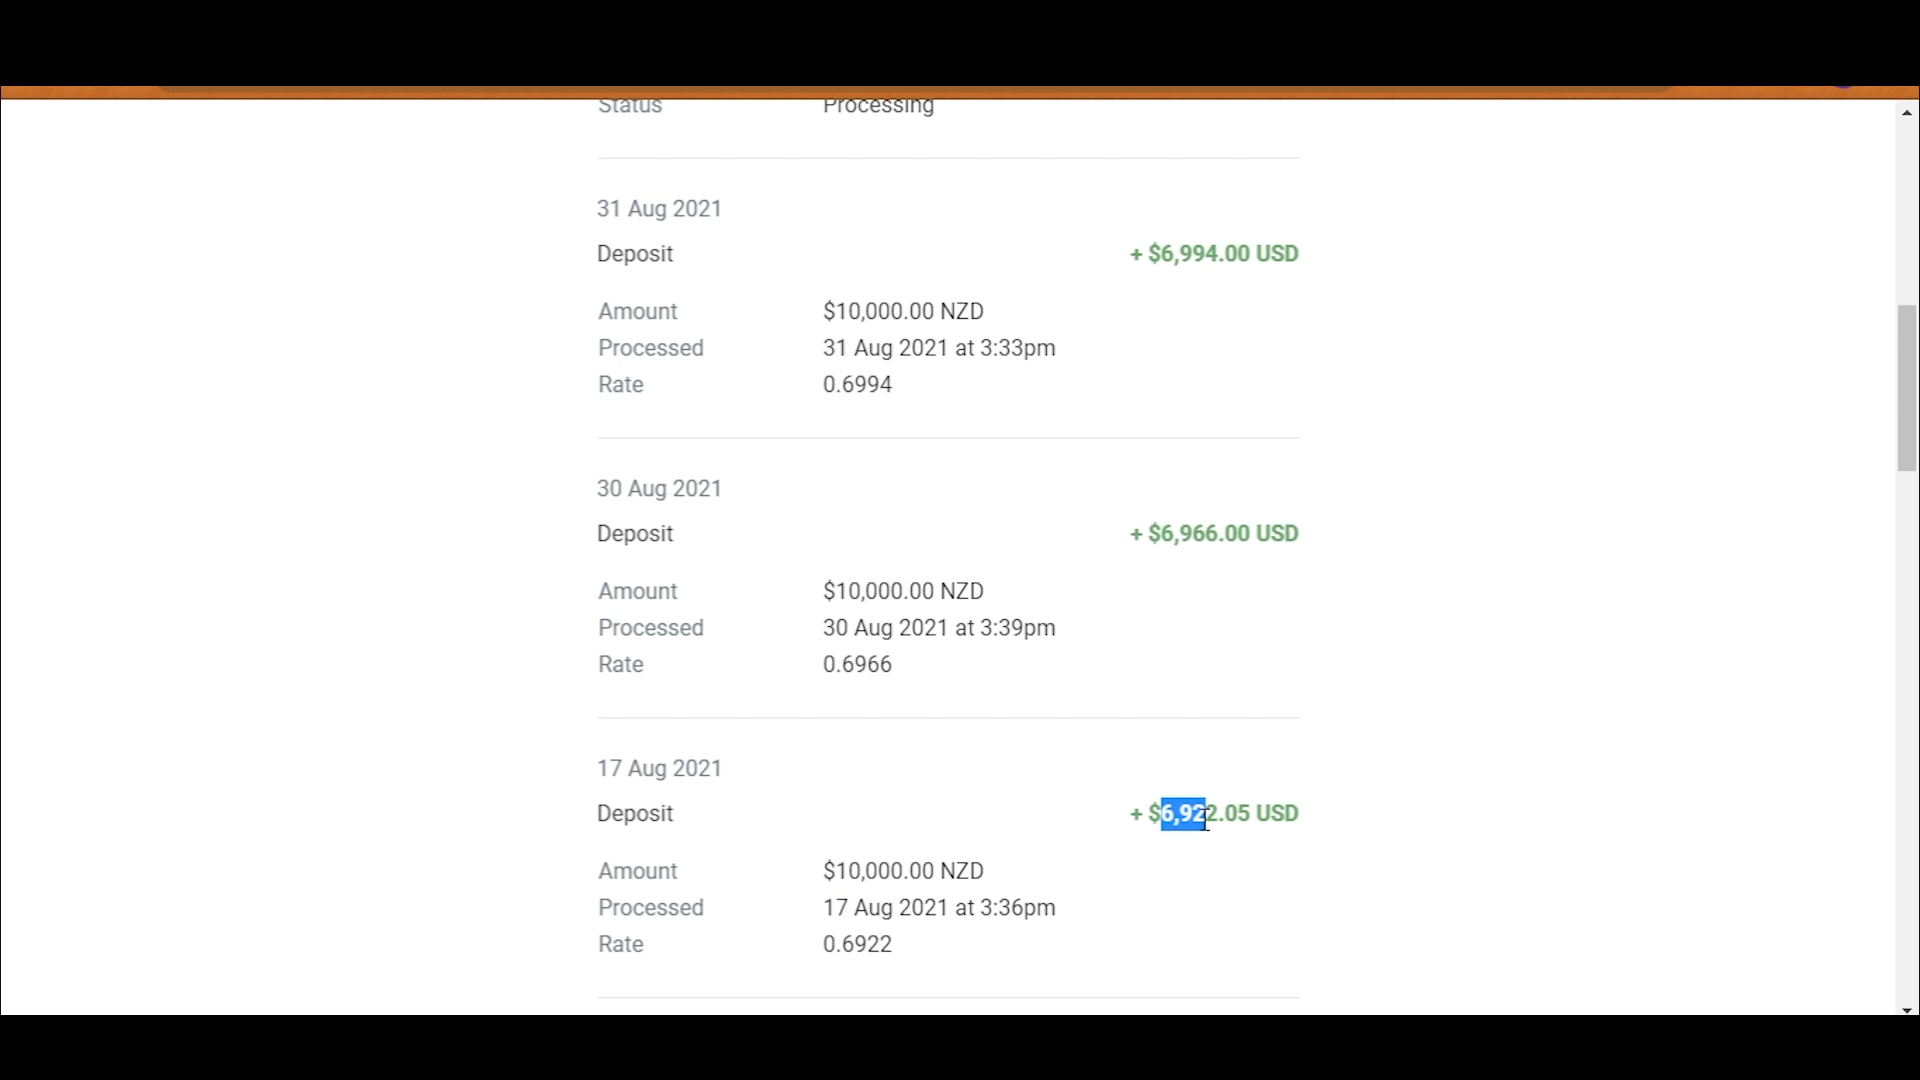 Status Processing
31 Aug 2021
Deposit + $6,994.00 USD
Amount $10,000.00 NZD
Processed 31 Aug 2021 at 3:33pm
Rate 0.6994
30 Aug 2021
Deposit + $6,966.00 USD
Amount $10,000.00 NZD
Processed 30 Aug 2021 at 3:39pm
Rate 0.6966
17 Aug 2021
Deposit + $6,922.05 USD
Amount $10,000.00 NZD
Processed 17 Aug 2021 at 3:36pm
Rate 0.6922